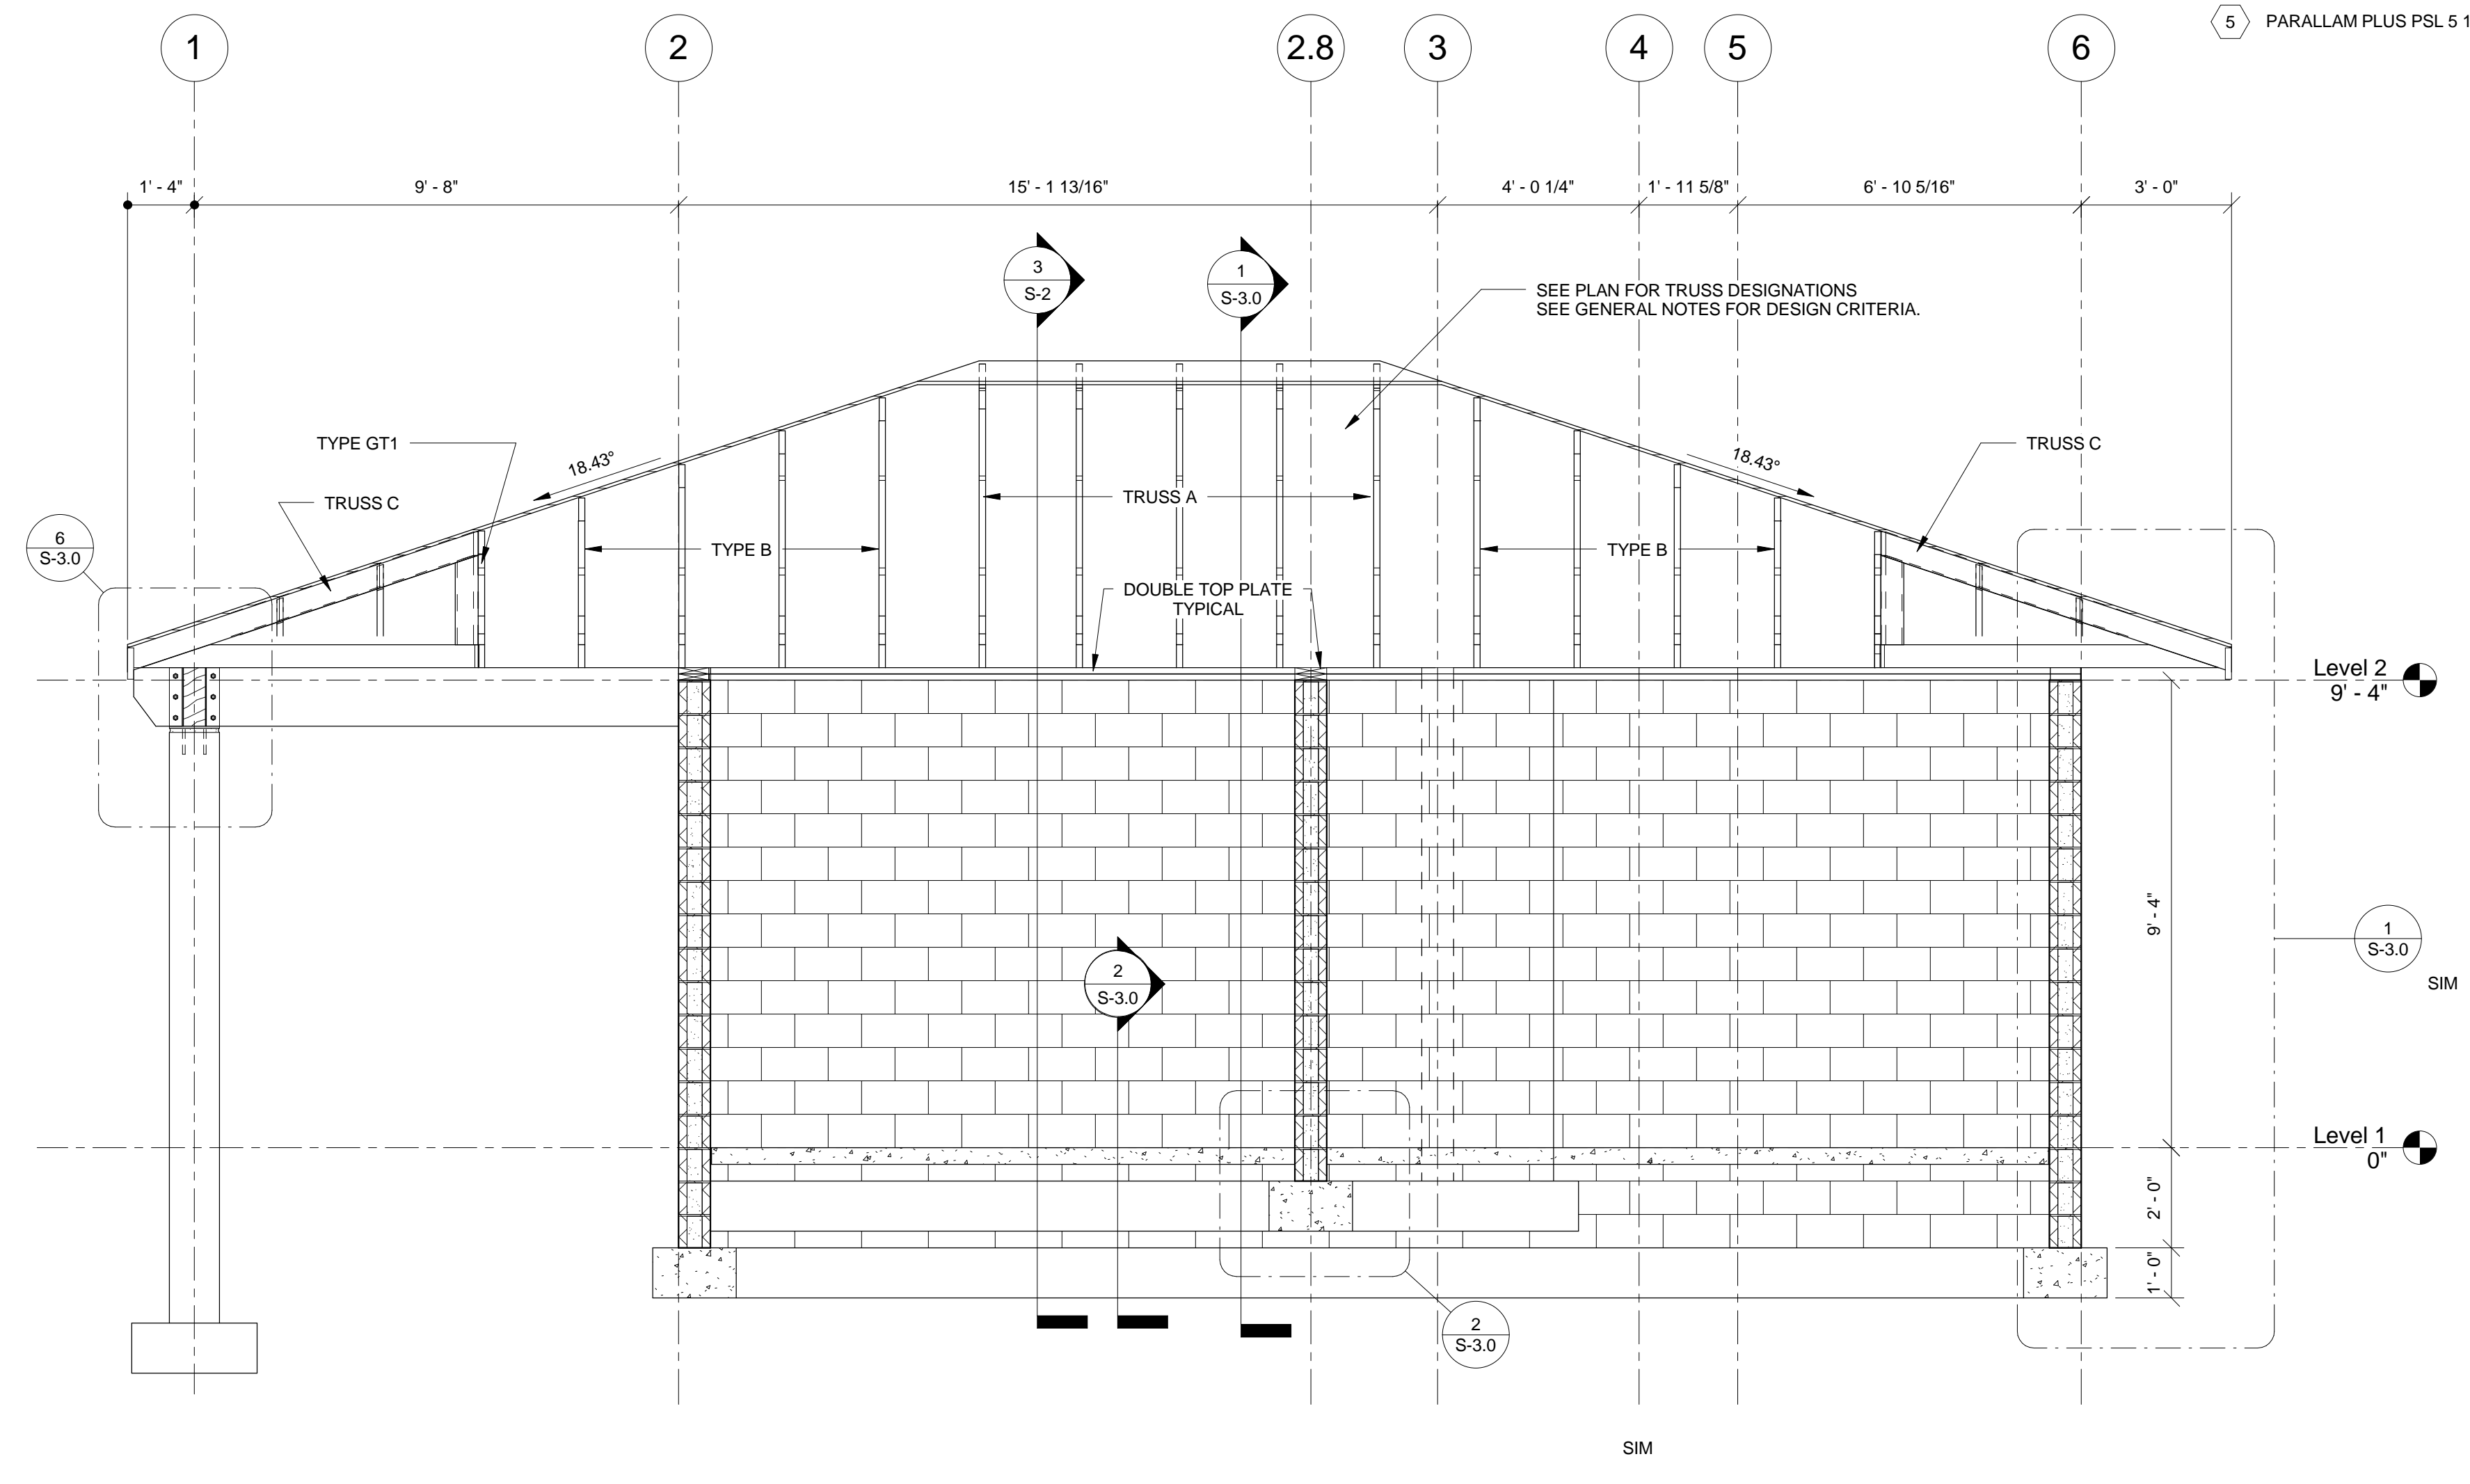 5 PARALLAM PLUS PSL 5 1
1 2 2.8 3 4 5 6
1' - 4" 9' - 8" 15' - 1 13/16" 4' - 0 1/4" 1' - 11 5/8" 6' - 10 5/16" 3' - 0"
3
S-2
1
S-3.0
SEE PLAN FOR TRUSS DESIGNATIONS
SEE GENERAL NOTES FOR DESIGN CRITERIA.
TYPE GT1
18.43°
18.43°
TRUSS C
TRUSS C
TRUSS A
6
S-3.0
TYPE B
TYPE B
DOUBLE TOP PLATE
TYPICAL
Level 2
9' - 4"
9' - 4"
1
S-3.0
SIM
2
S-3.0
Level 1
0"
2' - 0"
1' - 0"
2
S-3.0
SIM